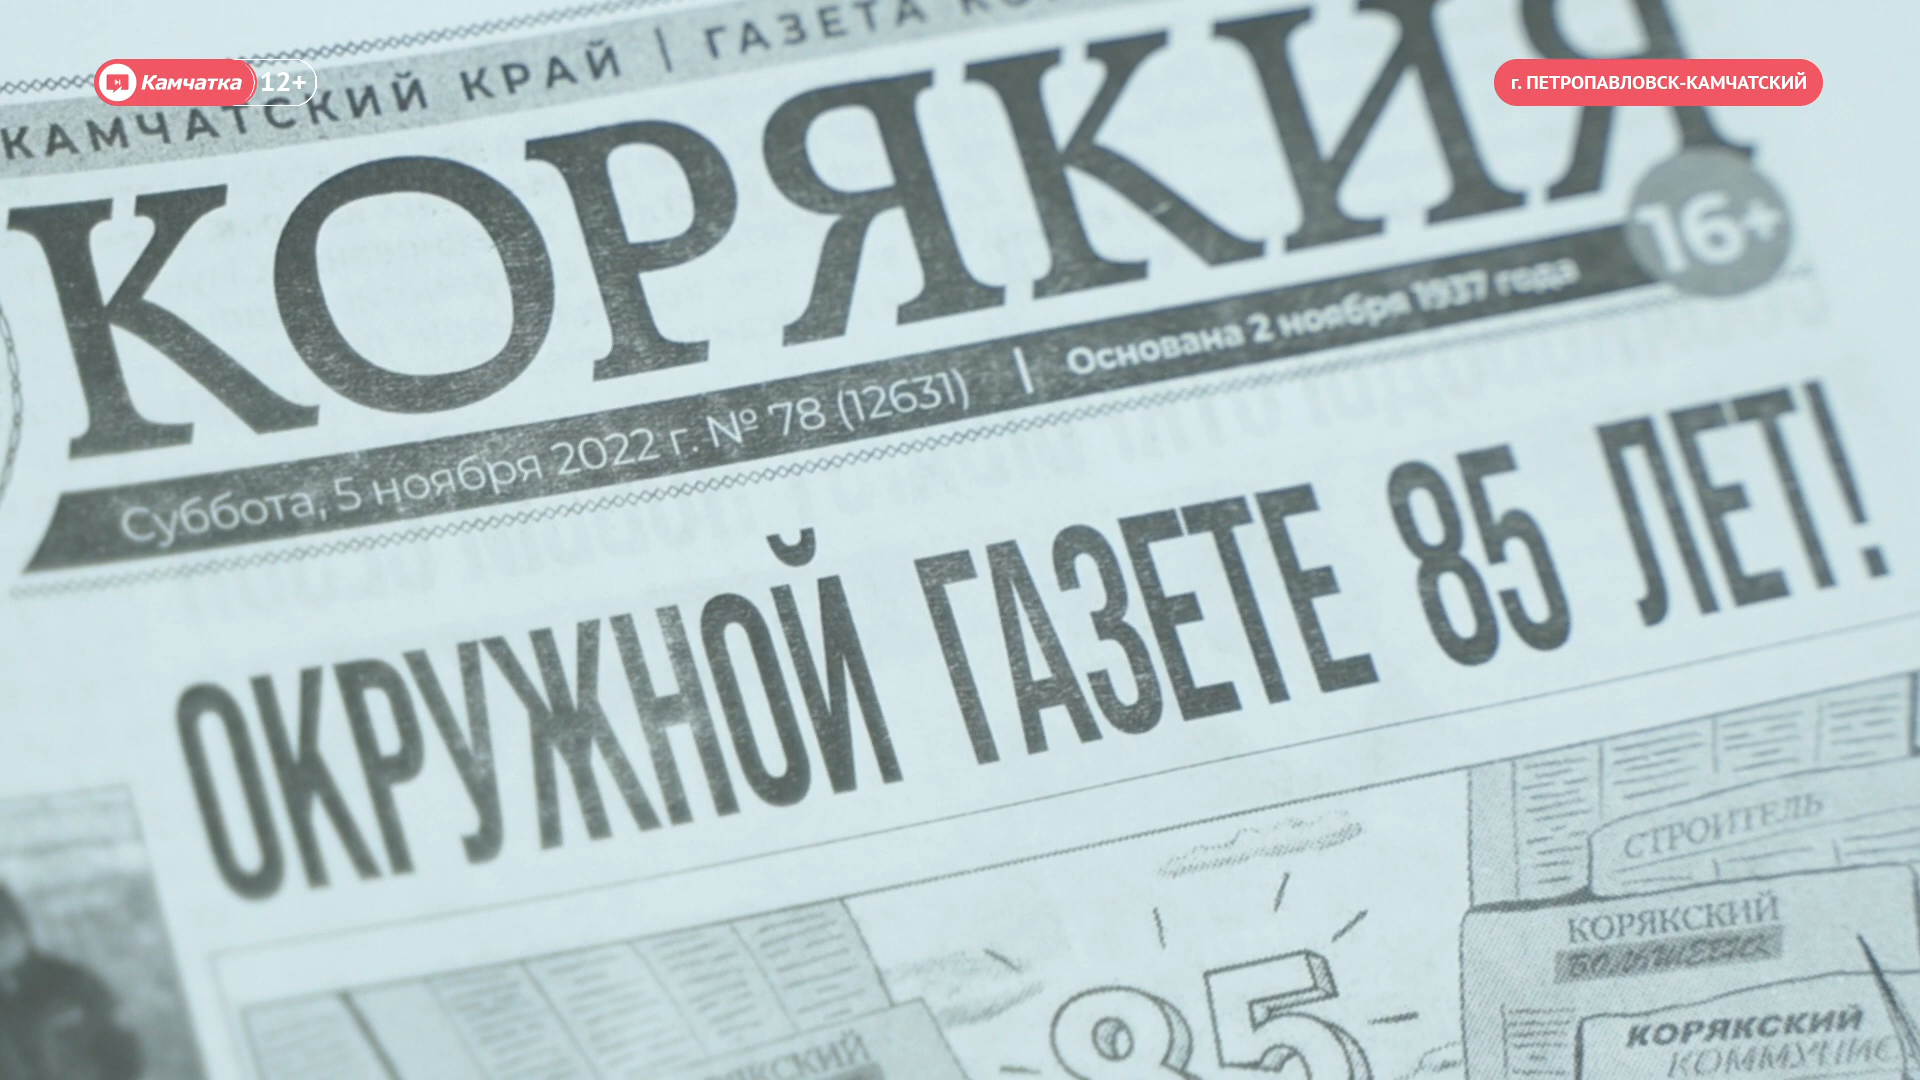 Камчатка 12+
г. ПЕТРОПАВЛОВСК-КАМЧАТСКИЙ
КАМЧАТСКИЙ КРАЙ | ГАЗЕТА
КОРЯКИЯ
16+
Суббота, 5 ноября 2022 г. № 78 (12631) | Основана 2 ноября 1937 года
ОКРУЖНОЙ ГАЗЕТЕ 85 ЛЕТ!
СТРОИТЕЛЬ
КОРЯКСКИЙ
БОЛЬШЕВИК
КОРЯКСКИЙ
85